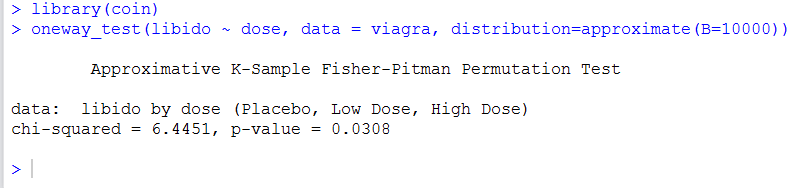 > library(coin)
> oneway_test(libido ~ dose, data = viagra, distribution=approximate(B=10000))
Approximative K-Sample Fisher-Pitman Permutation Test
data:  libido by dose (Placebo, Low Dose, High Dose)
chi-squared = 6.4451, p-value = 0.0308
>